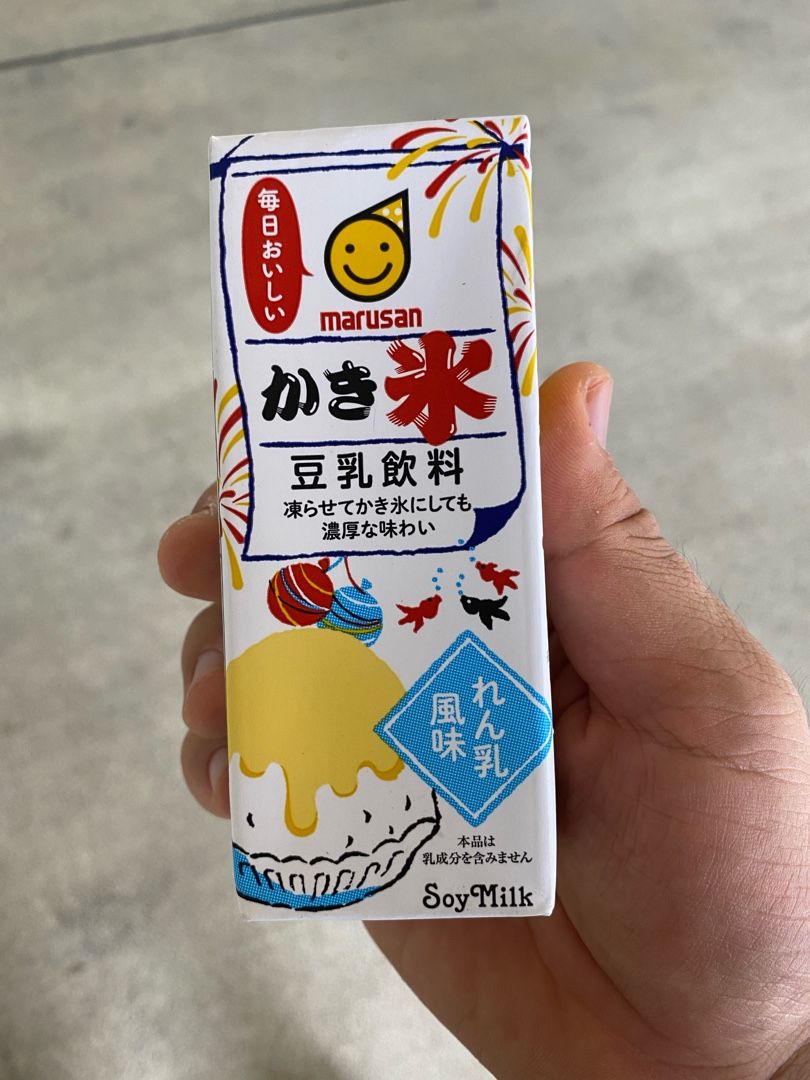 毎日おいしい
marusan
かき氷
豆乳飲料
凍らせてかき氷にしても
濃厚な味わい
れん乳
風味
本品は
乳成分を含みません
SoyMilk